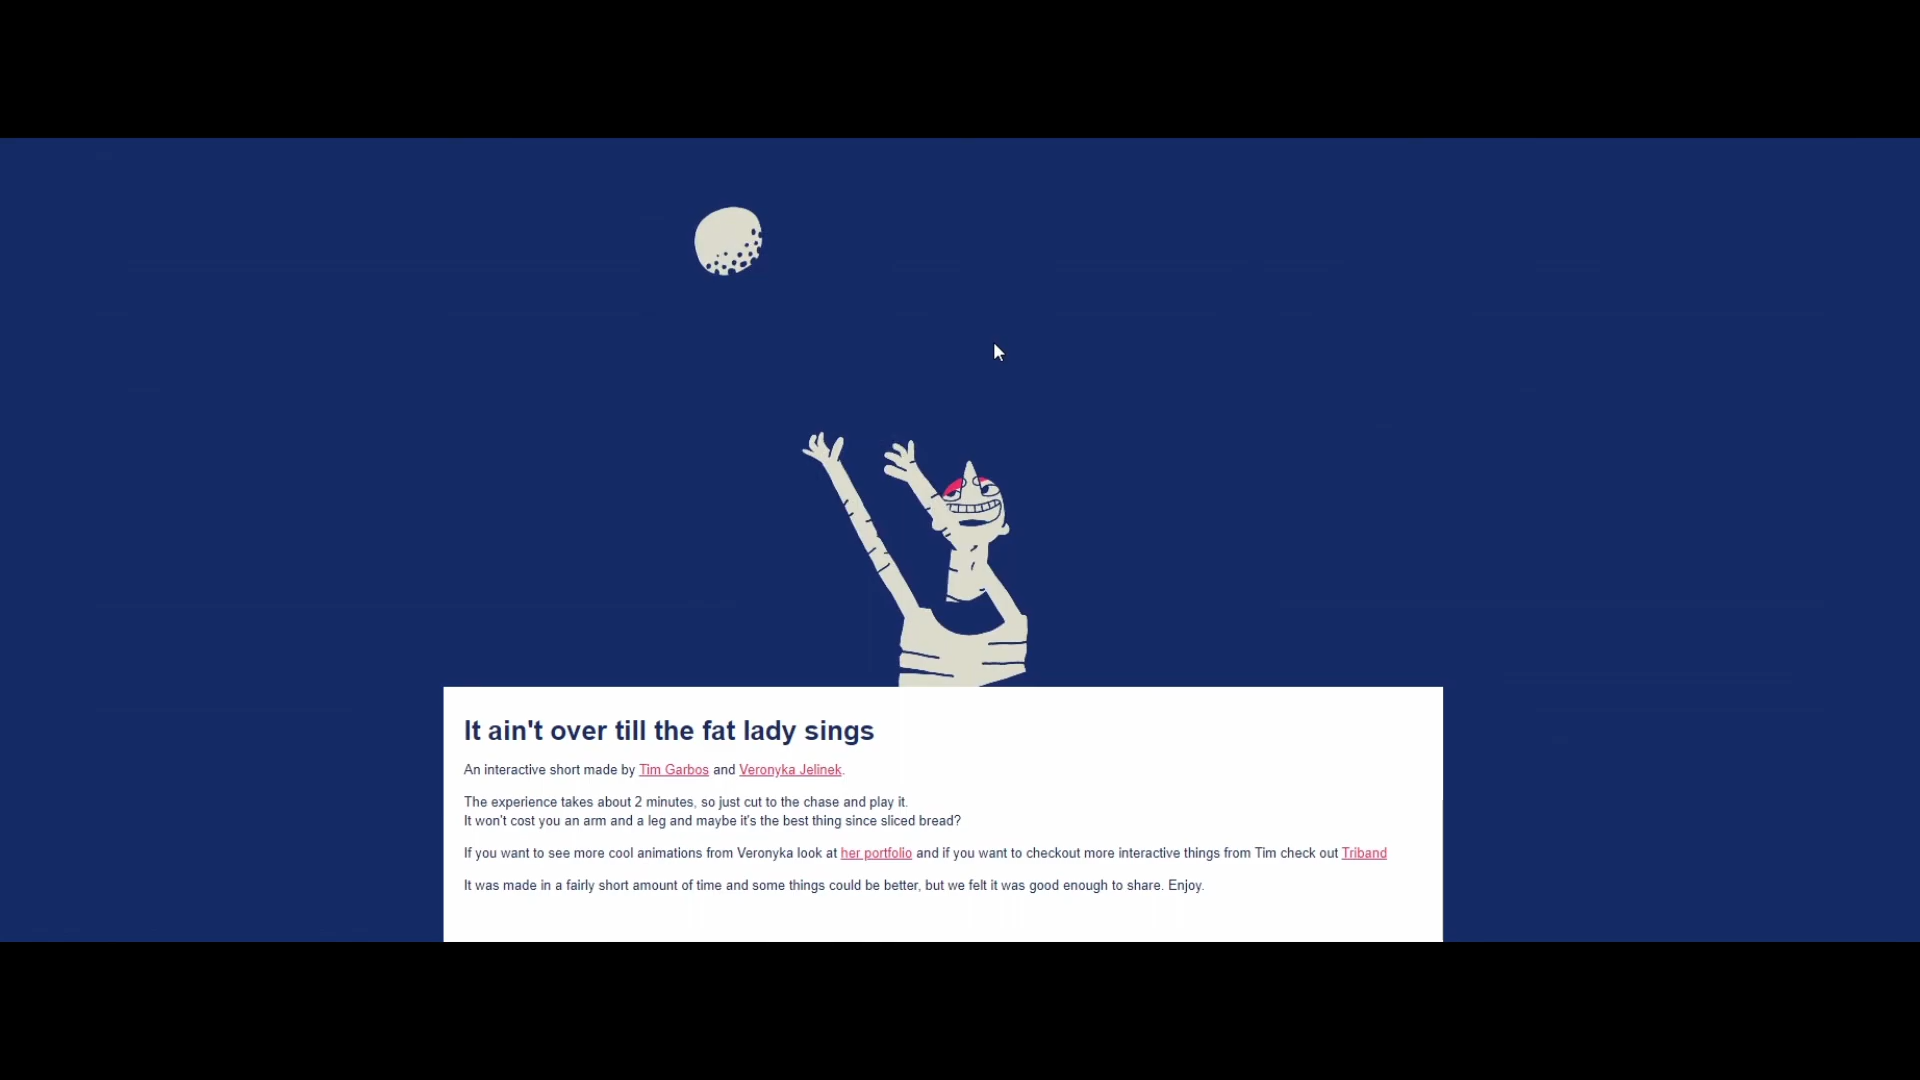 It ain't over till the fat lady sings
An interactive short made by Tim Garbos and Veronyka Jelinek.
The experience takes about 2 minutes, so just cut to the chase and play it.
It won't cost you an arm and a leg and maybe it's the best thing since sliced bread?
If you want to see more cool animations from Veronyka look at her portfolio and if you want to checkout more interactive things from Tim check out Triband
It was made in a fairly short amount of time and some things could be better, but we felt it was good enough to share. Enjoy.